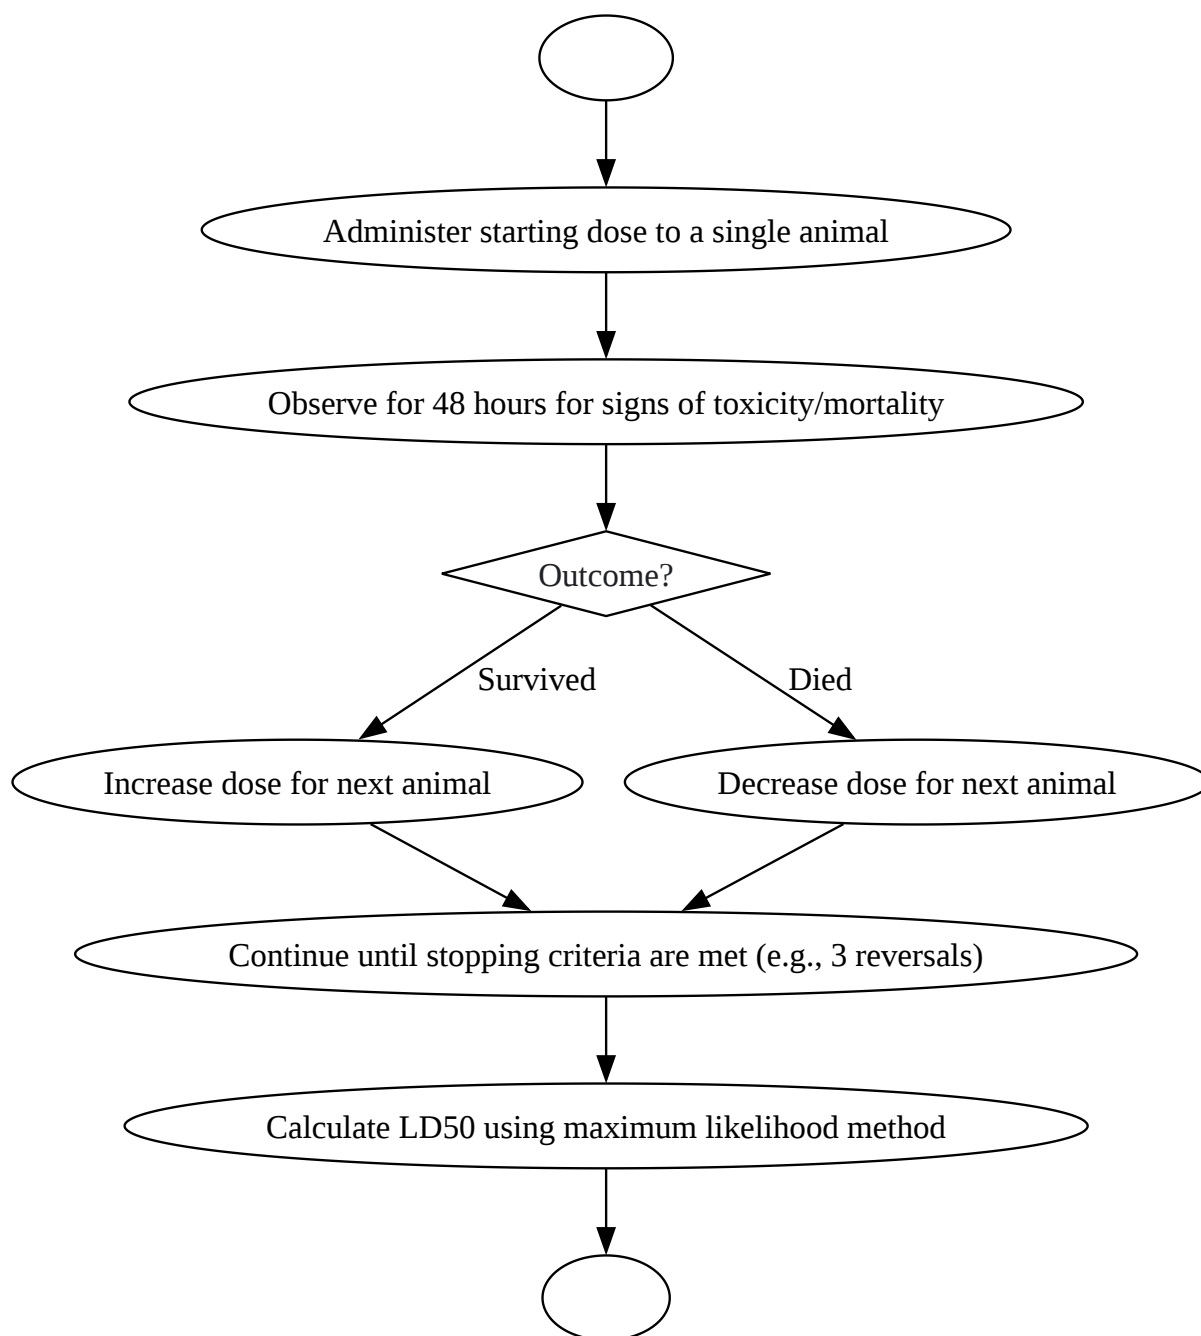 Administer starting dose to a single animal
Observe for 48 hours for signs of toxicity/mortality
Outcome?
Survived
Died
Increase dose for next animal
Decrease dose for next animal
Continue until stopping criteria are met (e.g., 3 reversals)
Calculate LD50 using maximum likelihood method